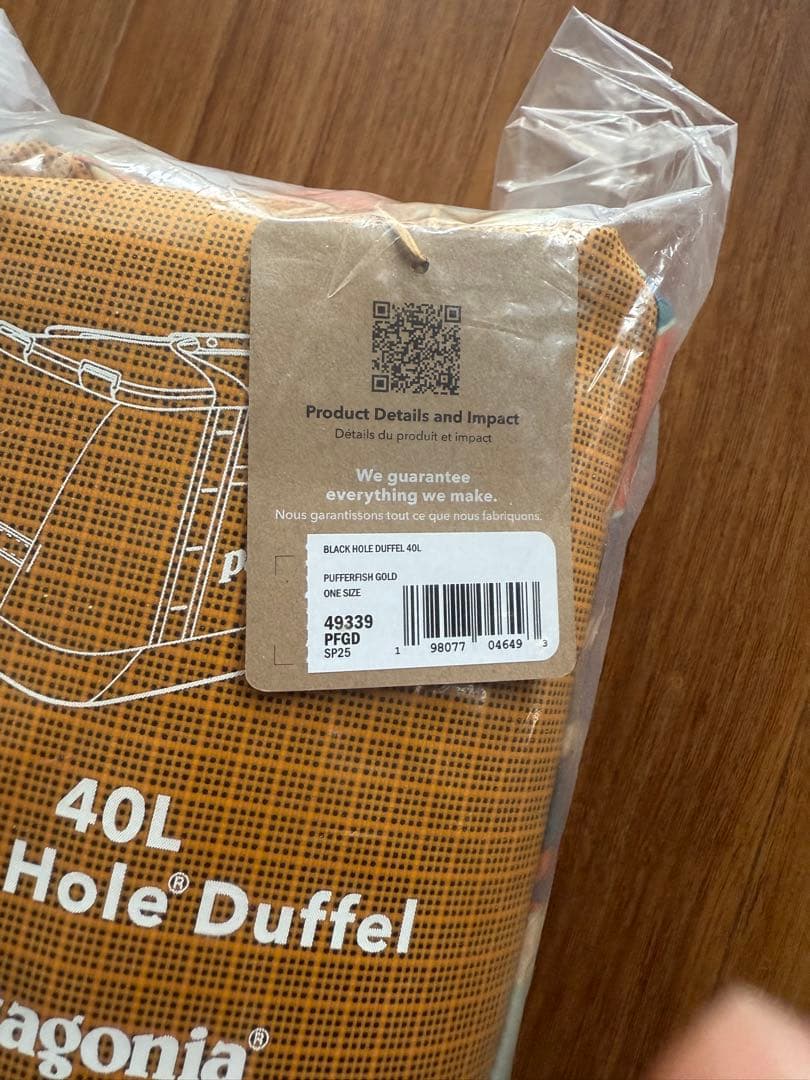 Product Details and Impact
Détails du produit et impact
We guarantee
everything we make.
Nous garantissons tout ce que nous fabriquons.
BLACK HOLE DUFFEL 40L
PUFFERFISH GOLD
ONE SIZE
49339
PFGD
SP25
1 98077 04649 3
p
40L
Hole® Duffel
agonia®